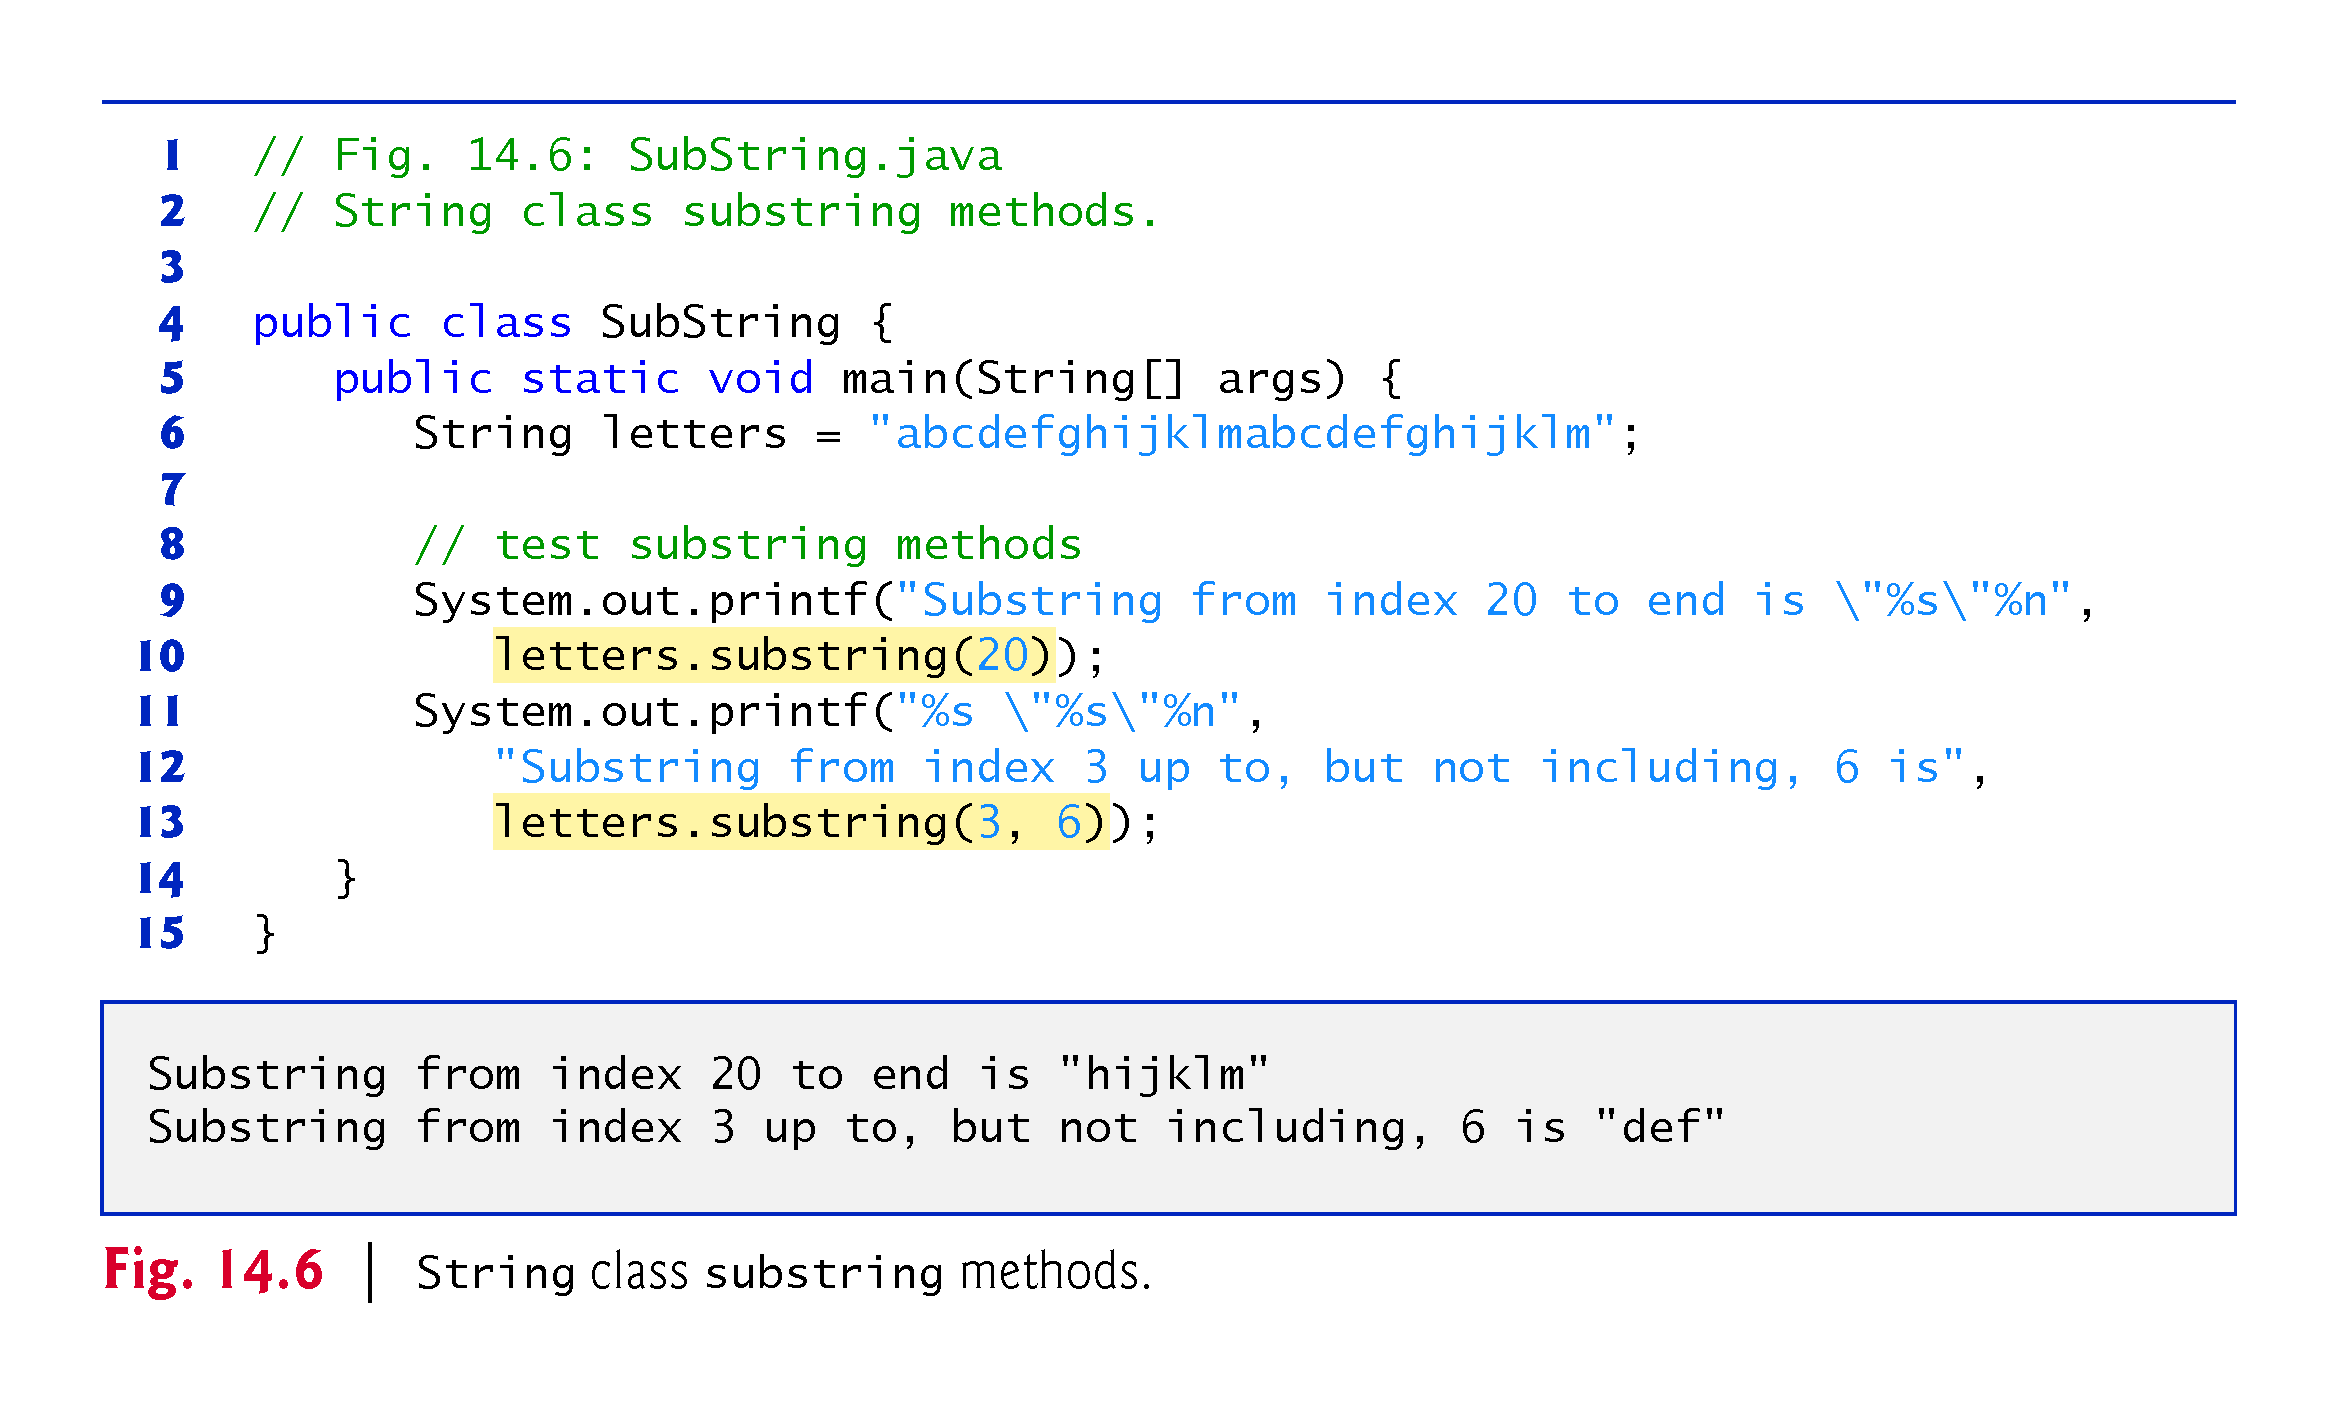 1 // Fig. 14.6: SubString.java
2 // String class substring methods.
3
4 public class SubString {
5    public static void main(String[] args) {
6       String letters = "abcdefghijklmabcdefghijklm";
7
8       // test substring methods
9       System.out.printf("Substring from index 20 to end is \"%s\"%n",
10          letters.substring(20));
11       System.out.printf("%s \"%s\"%n",
12          "Substring from index 3 up to, but not including, 6 is",
13          letters.substring(3, 6));
14    }
15 }
Substring from index 20 to end is "hijklm"
Substring from index 3 up to, but not including, 6 is "def"
Fig. 14.6 | String class substring methods.